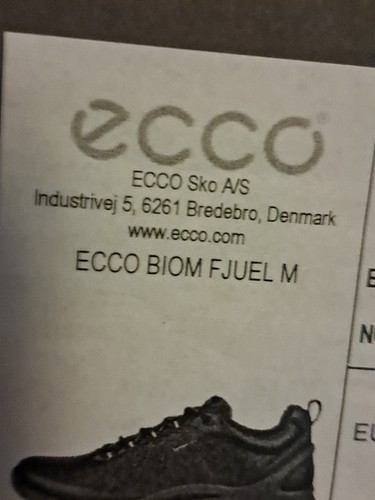 ecco
ECCO Sko A/S
Industrivej 5, 6261 Bredebro, Denmark
www.ecco.com
ECCO BIOM FJUEL M